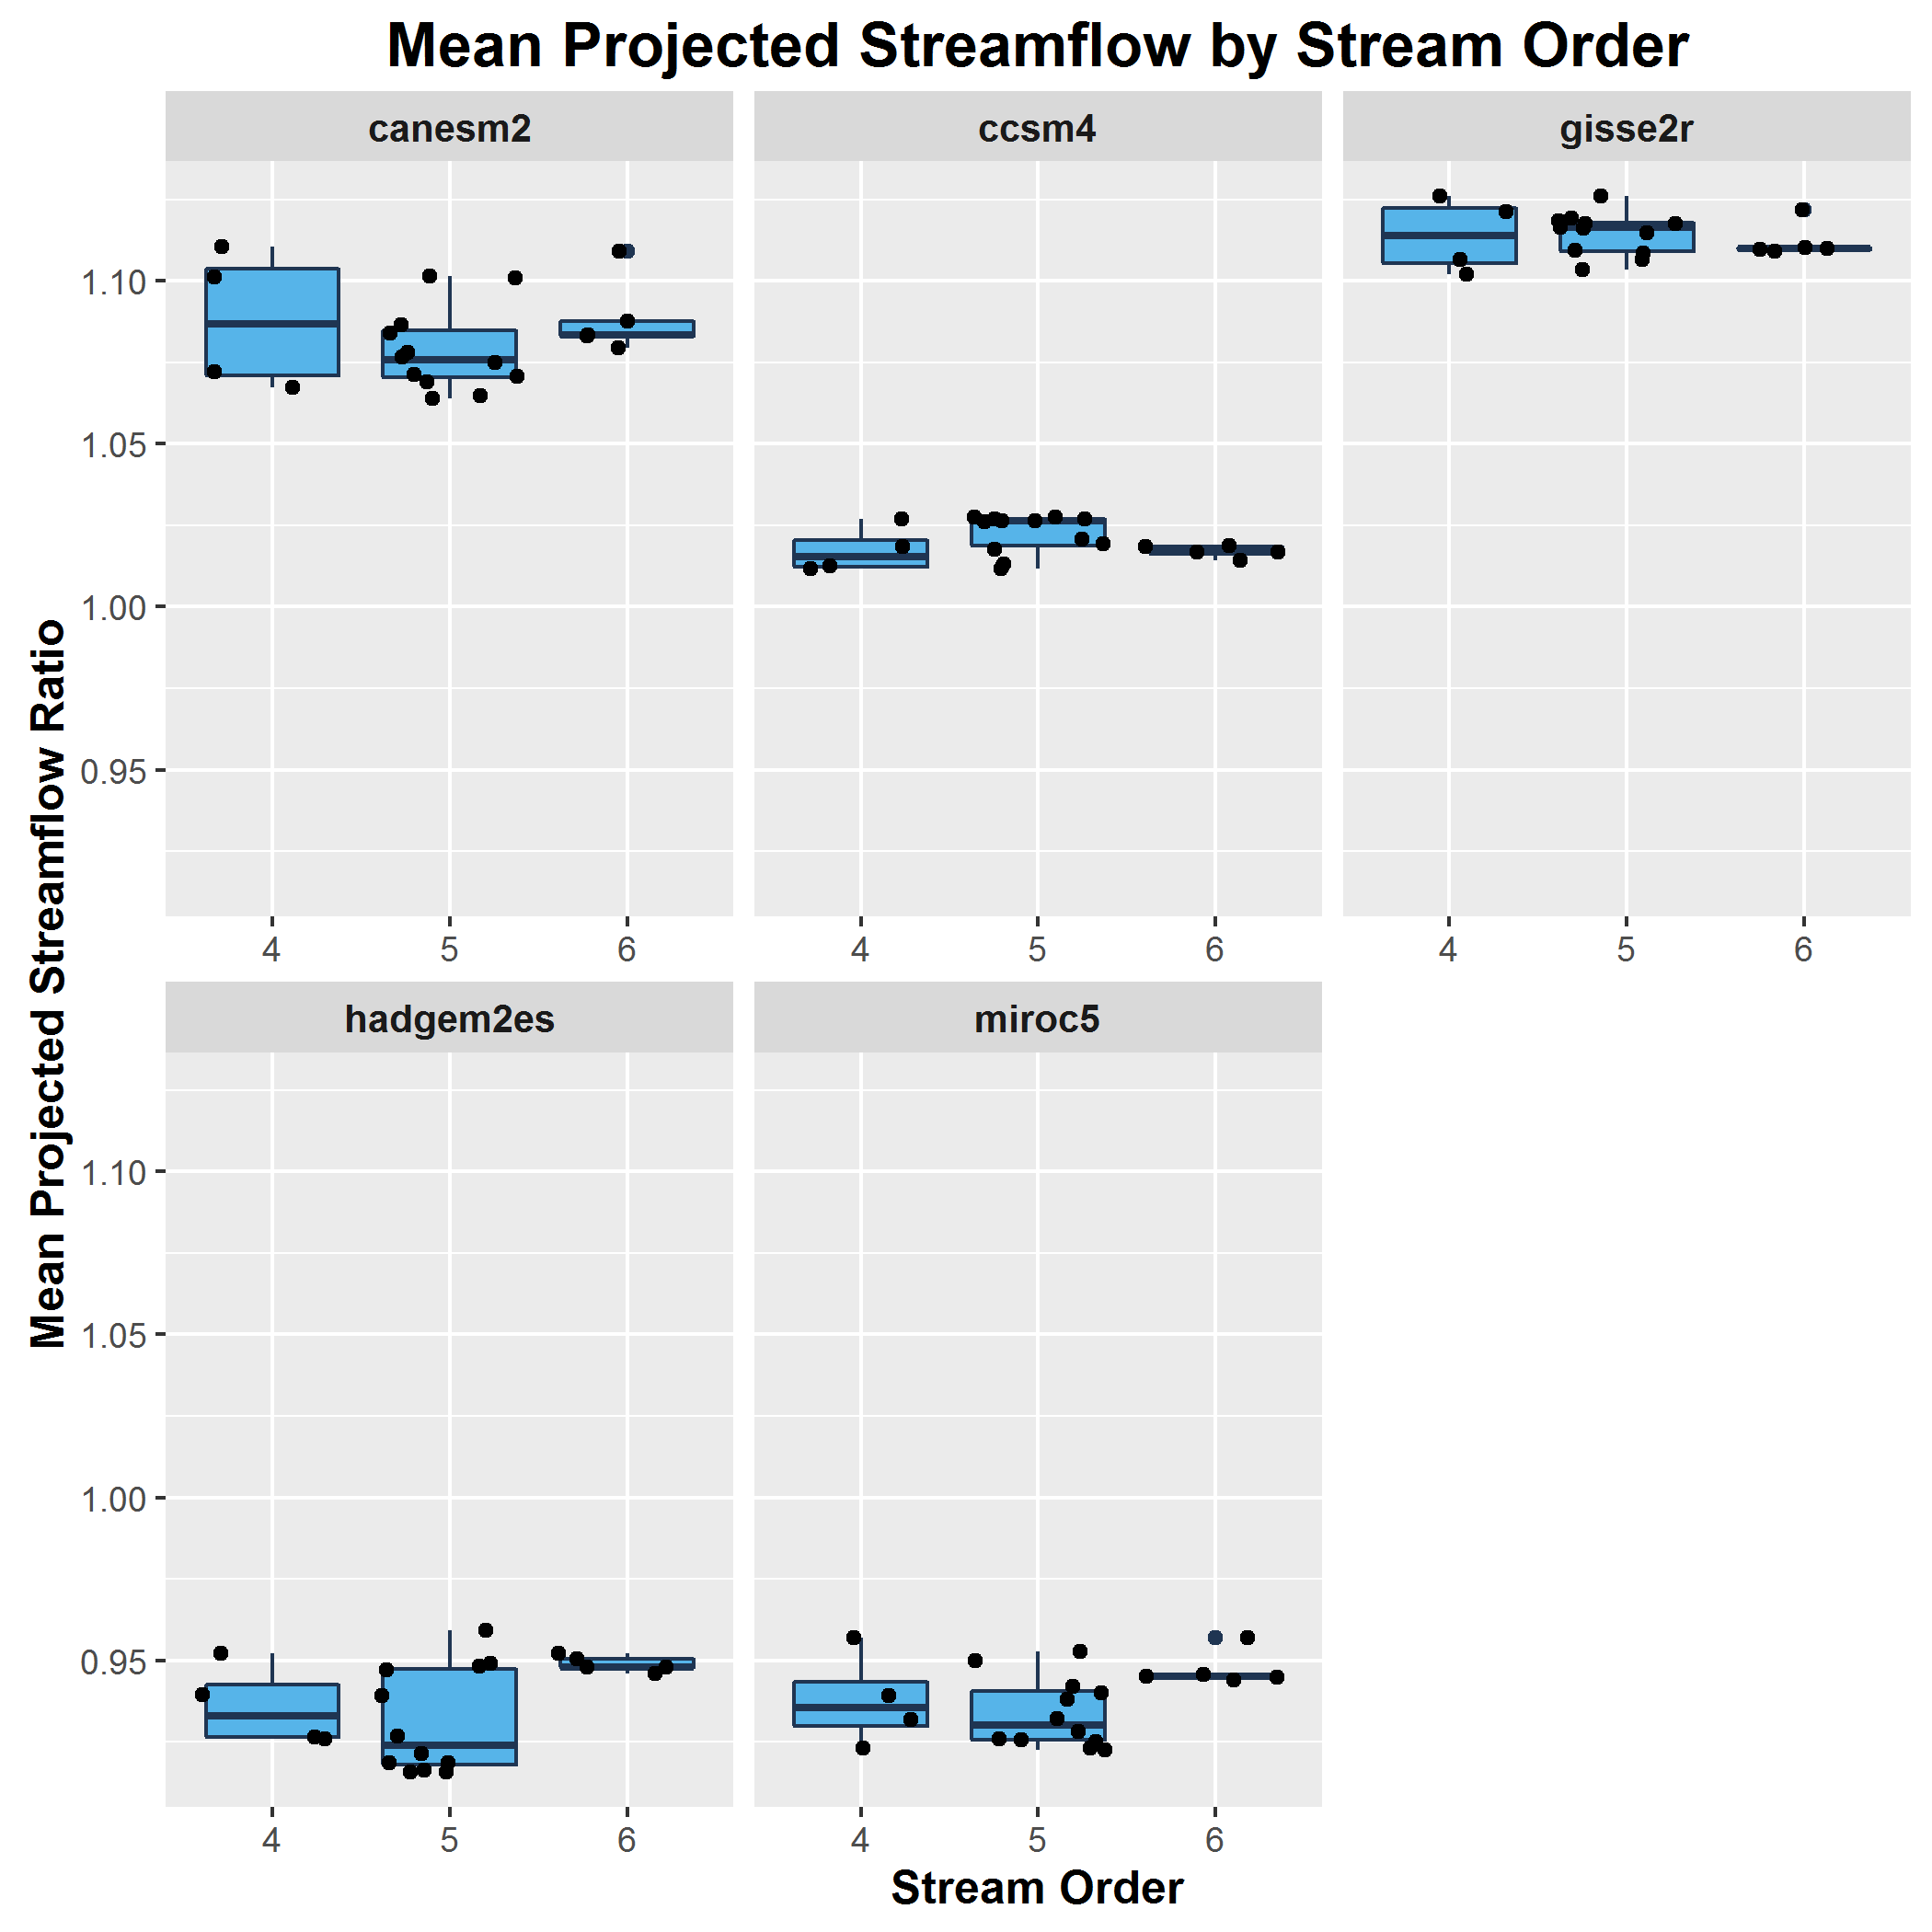 Mean Projected Streamflow by Stream Order
canesm2
ccsm4
gisse2r
1.10
1.05
1.00
0.95
4 5 6
4 5 6
4 5 6
hadgem2es
miroc5
1.10
1.05
1.00
0.95
4 5 6
4 5 6
Mean Projected Streamflow Ratio
Stream Order